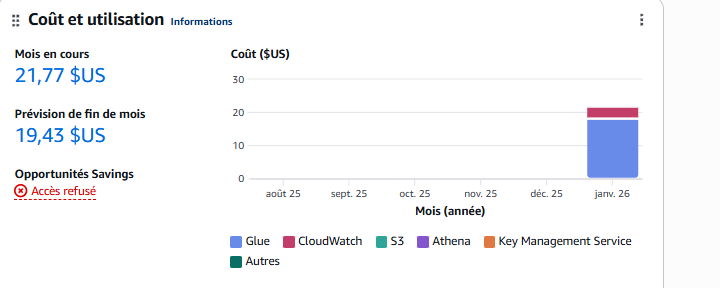 Coût et utilisation Informations
Mois en cours
21,77 $US
Prévision de fin de mois
19,43 $US
Opportunités Savings
Accès refusé
Coût ($US)
30
20
10
0
août 25 sept. 25 oct. 25 nov. 25 déc. 25 janv. 26
Mois (année)
Glue CloudWatch S3 Athena Key Management Service
Autres